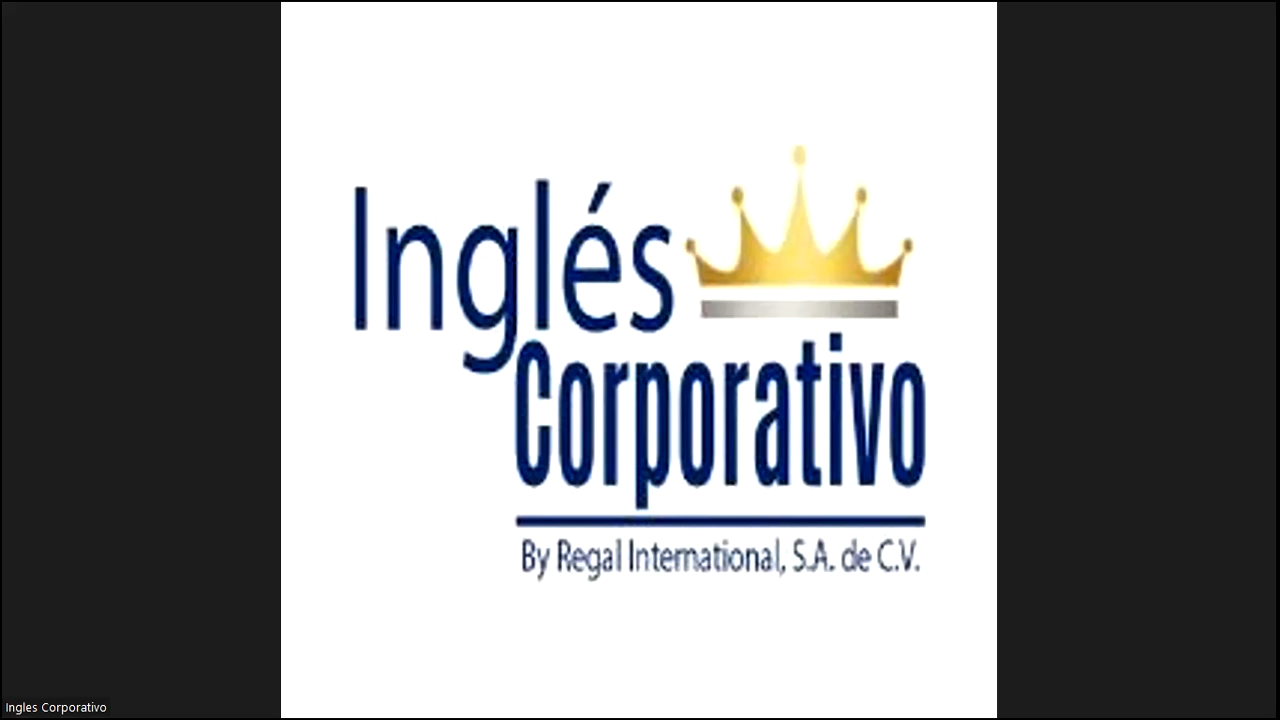 Inglés
Corporativo
By Regal International, S.A. de C.V.
Ingles Corporativo